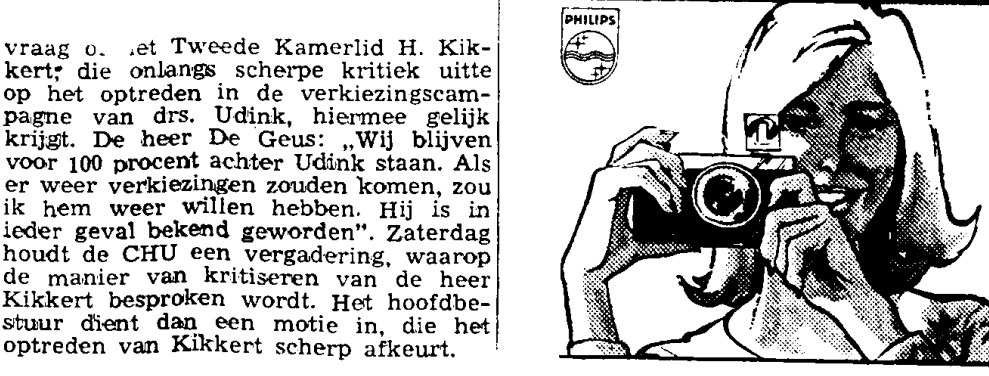 vraag o. .et Tweede Kamerlid H. Kik-
kert, die onlangs scherpe kritiek uitte
op het optreden in de verkiezingscam-
pagne van drs. Udink, hiermee gelijk
krijgt. De heer De Geus: „Wij blijven
voor 100 procent achter Udink staan. Als
er weer verkiezingen zouden komen, zou
ik hem weer willen hebben. Hij is in
ieder geval bekend geworden”. Zaterdag
houdt de CHU een vergadering, waarop
de manier van kritiseren van de heer
Kikkert besproken wordt. Het hoofdbe-
stuur dient dan een motie in, die het
optreden van Kikkert scherp afkeurt.
PHILIPS